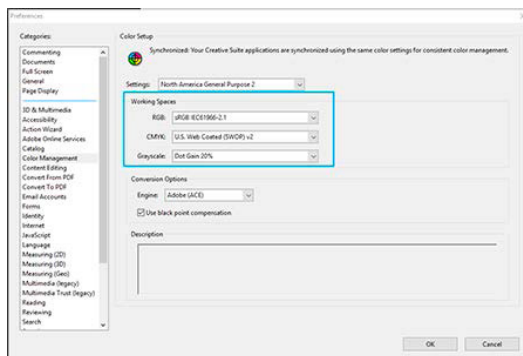 Preferences
Categories:
Commenting
Documents
Full Screen
General
Page Display
3D & Multimedia
Accessibility
Action Wizard
Adobe Online Services
Catalog
Color Management
Content Editing
Convert From PDF
Convert To PDF
Email Accounts
Forms
Identity
Internet
JavaScript
Language
Measuring (2D)
Measuring (3D)
Measuring (Geo)
Multimedia (legacy)
Multimedia Trust (legacy)
Reading
Reviewing
Search
Color Setup
Synchronized: Your Creative Suite applications are synchronized using the same color settings for consistent color management.
Settings: North America General Purpose 2
Working Spaces
RGB: sRGB IEC61966-2.1
CMYK: U.S. Web Coated (SWOP) v2
Grayscale: Dot Gain 20%
Conversion Options
Engine: Adobe (ACE)
Use black point compensation
Description
OK Cancel